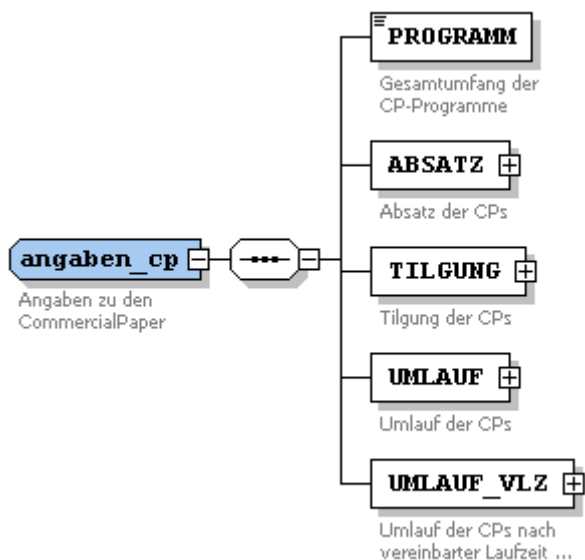 PROGRAMM
Gesamtumfang der
CP-Programme
ABSATZ
Absatz der CPs
angaben_cp
Angaben zu den
CommercialPaper
TILGUNG
Tilgung der CPs
UMLAUF
Umlauf der CPs
UMLAUF_VLZ
Umlauf der CPs nach
vereinbarter Laufzeit ...